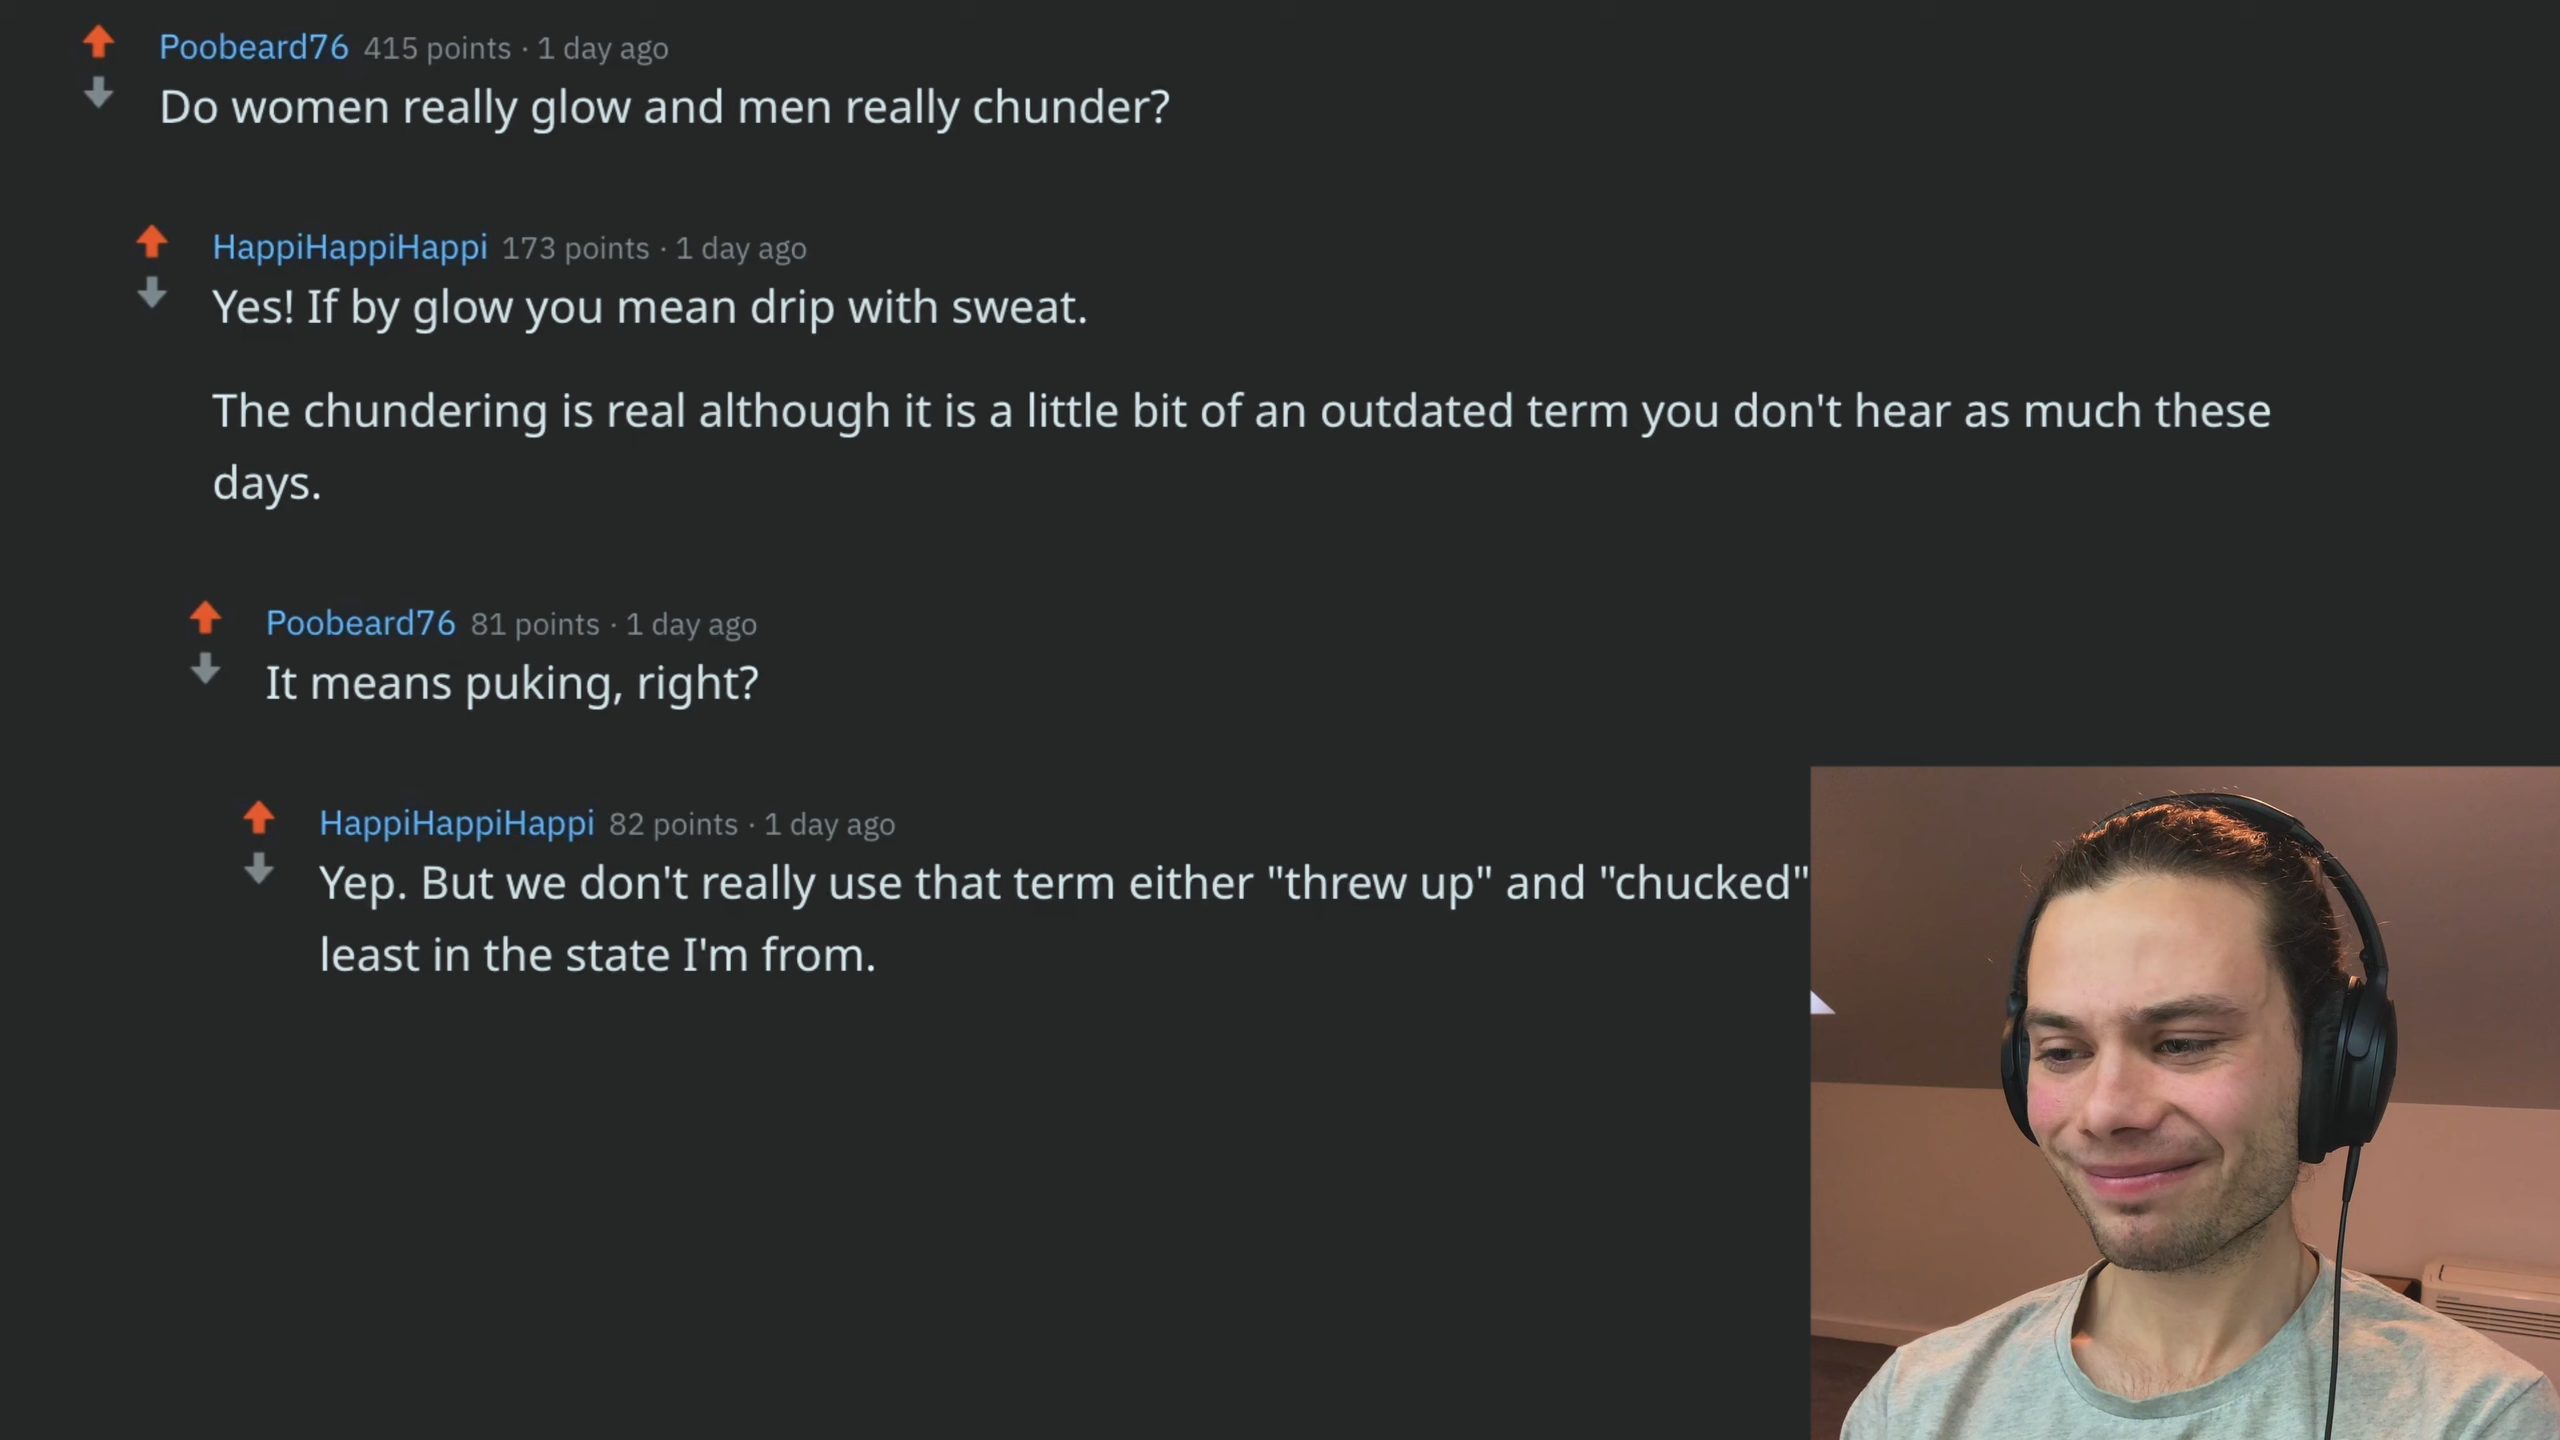 Poobeard76 415 points · 1 day ago
Do women really glow and men really chunder?
HappiHappiHappi 173 points · 1 day ago
Yes! If by glow you mean drip with sweat.
The chundering is real although it is a little bit of an outdated term you don't hear as much these
days.
Poobeard76 81 points · 1 day ago
It means puking, right?
HappiHappiHappi 82 points · 1 day ago
Yep. But we don't really use that term either "threw up" and "chucked"
least in the state I'm from.